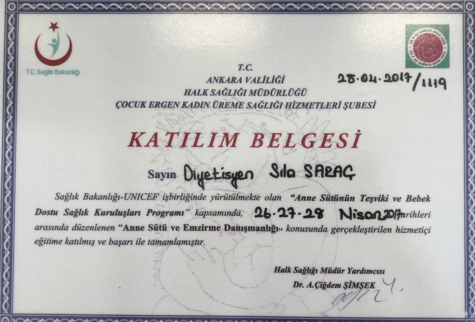 T.C. Sağlık Bakanlığı
28.04.2017/1119
T.C.
ANKARA VALİLİĞİ
HALK SAĞLIĞI MÜDÜRLÜĞÜ
ÇOCUK ERGEN KADIN ÜREME SAĞLIĞI HİZMETLERİ ŞUBESİ
KATILIM BELGESİ
Sayın Diyetisyen Sıla SARAÇ
Sağlık Bakanlığı-UNICEF işbirliğinde yürütülmekte olan "Anne Sütünün Teşviki ve Bebek
Dostu Sağlık Kuruluşları Programı" kapsamında, 26-27-28 Nisan 2017 tarihleri
arasında düzenlenen "Anne Sütü ve Emzirme Danışmanlığı" konusunda gerçekleştirilen hizmetiçi
eğitime katılmış ve başarı ile tamamlamıştır.
Halk Sağlığı Müdür Yardımcısı
Dr. A.Çiğdem ŞİMŞEK